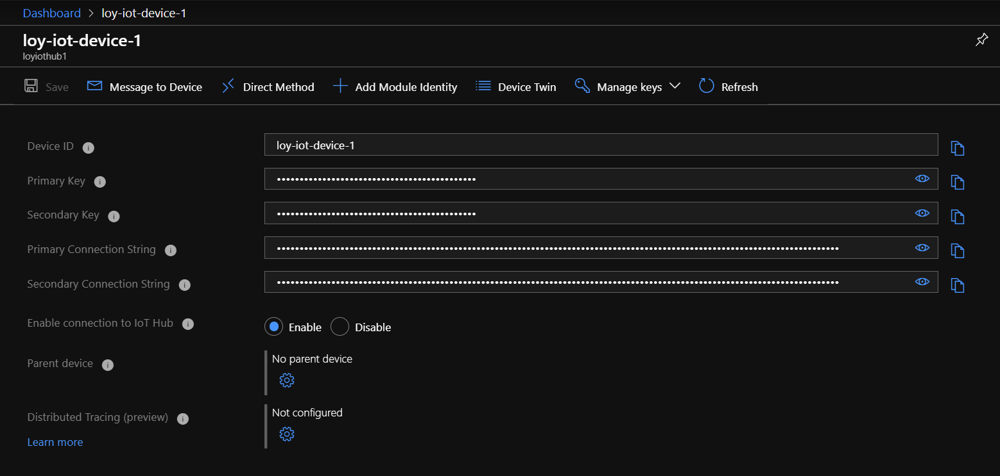 Dashboard > loy-iot-device-1
loy-iot-device-1
loyiothub1
Save Message to Device Direct Method Add Module Identity Device Twin Manage keys Refresh
Device ID loy-iot-device-1
Primary Key
Secondary Key
Primary Connection String
Secondary Connection String
Enable connection to IoT Hub Enable Disable
Parent device No parent device
Distributed Tracing (preview) Not configured
Learn more